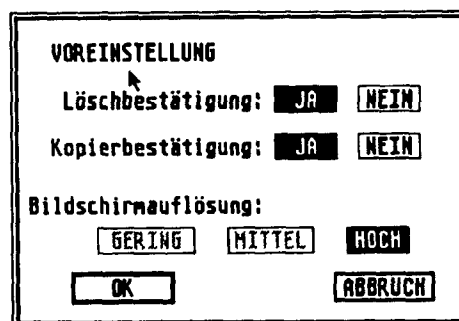 VOREINSTELLUNG
Löschbestätigung: JA NEIN
Kopierbestätigung: JA NEIN
Bildschirmauflösung:
GERING MITTEL HOCH
OK ABBRUCH